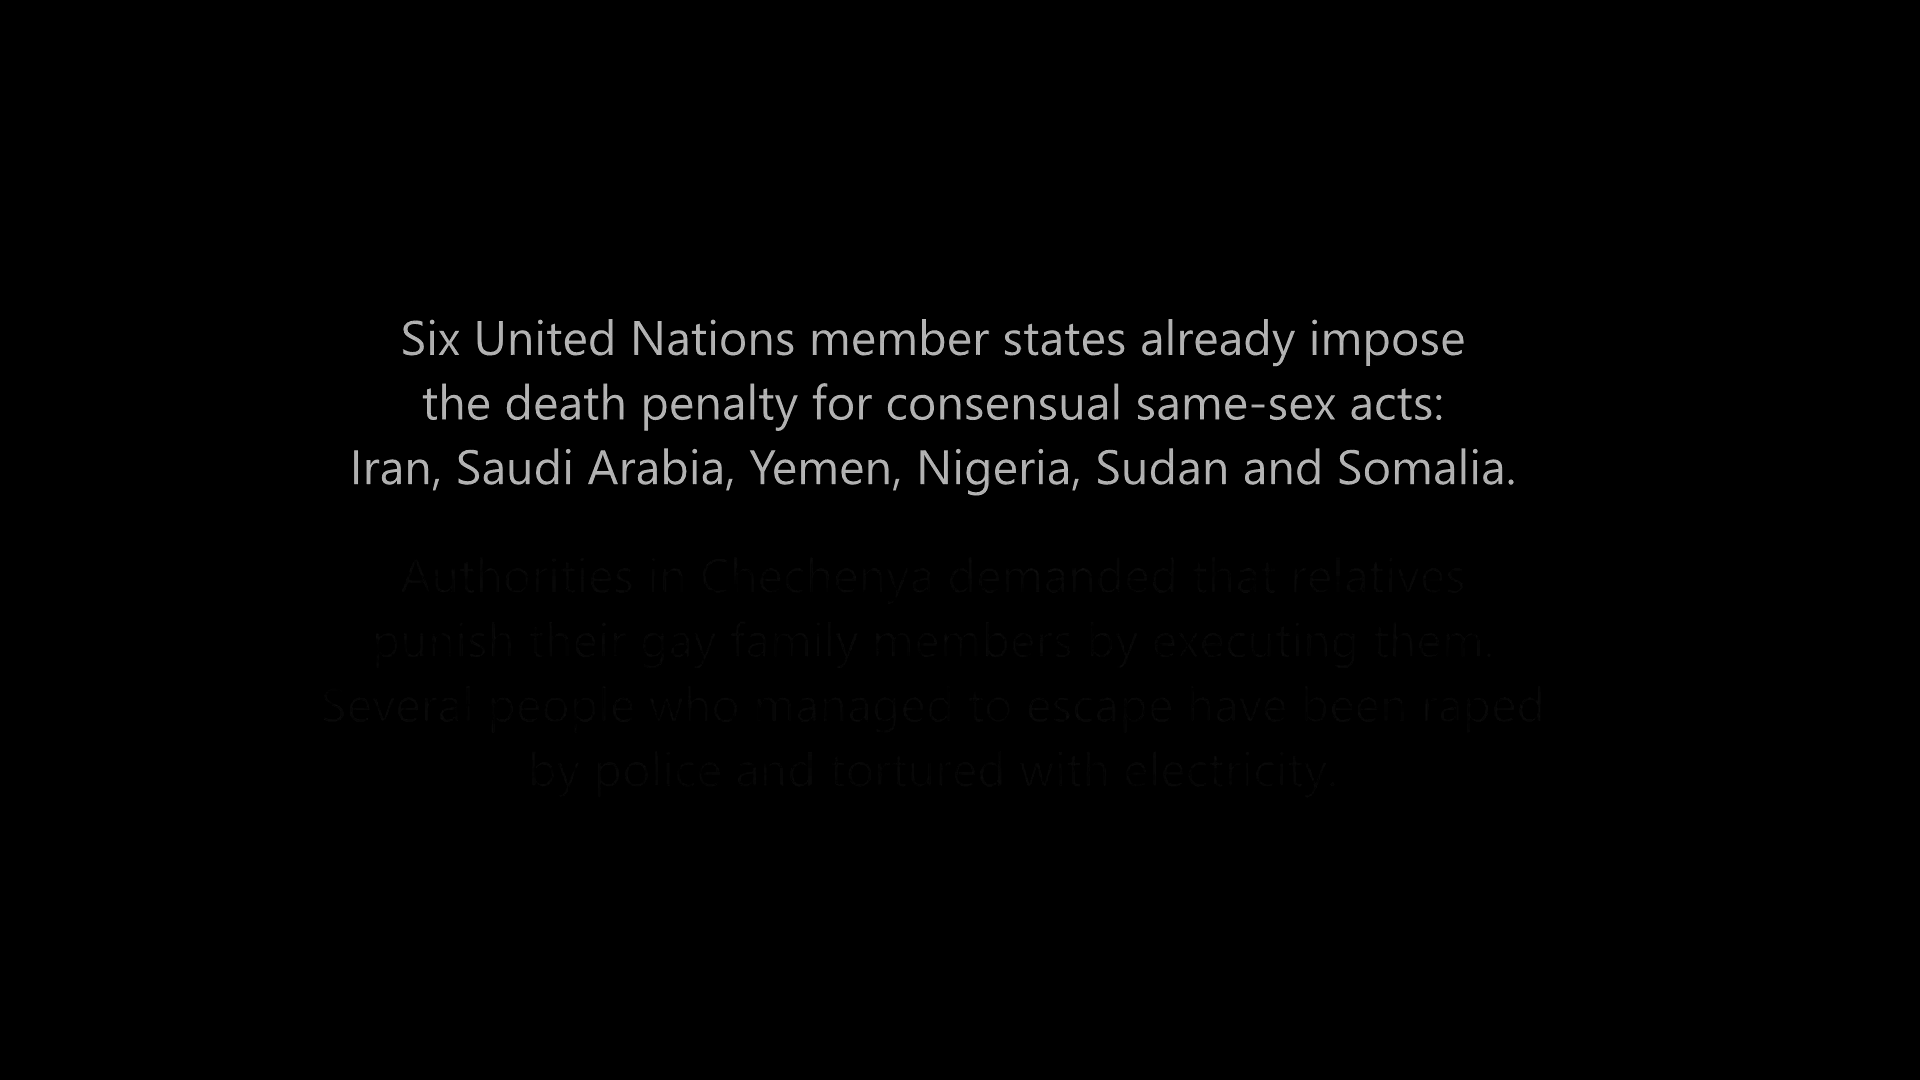 Six United Nations member states already impose
the death penalty for consensual same-sex acts:
Iran, Saudi Arabia, Yemen, Nigeria, Sudan and Somalia.
Authorities in Chechenya demanded that relatives
punish their gay family members by executing them.
Several people who managed to escape have been raped
by police and tortured with electricity.